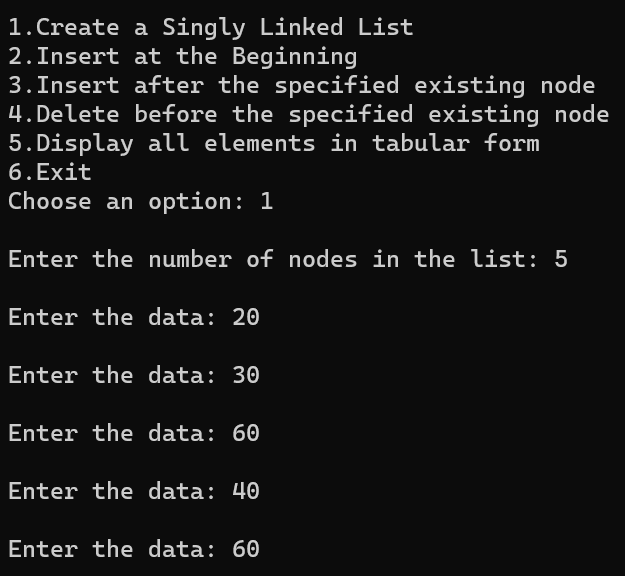 1.Create a Singly Linked List
2.Insert at the Beginning
3.Insert after the specified existing node
4.Delete before the specified existing node
5.Display all elements in tabular form
6.Exit
Choose an option: 1
Enter the number of nodes in the list: 5
Enter the data: 20
Enter the data: 30
Enter the data: 60
Enter the data: 40
Enter the data: 60